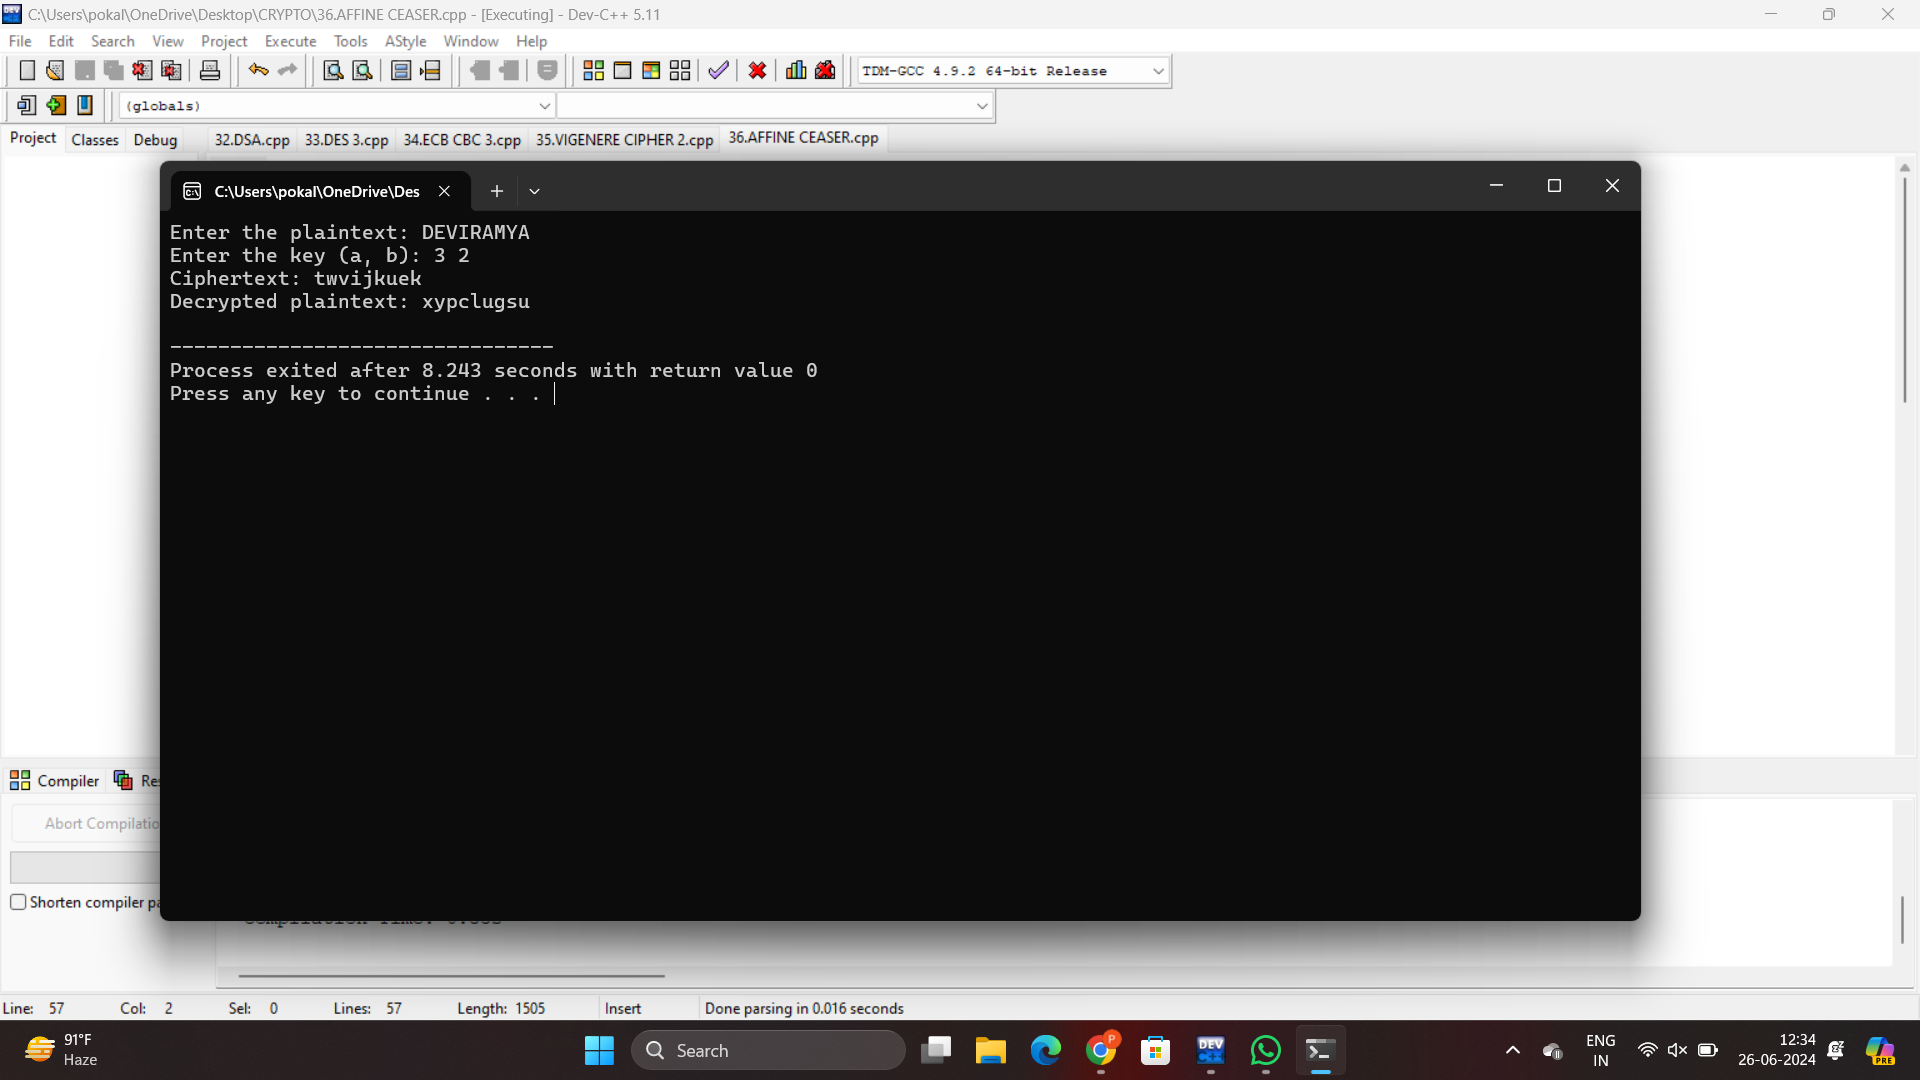 C:\Users\pokal\OneDrive\Desktop\CRYPTO\36.AFFINE CEASER.cpp - [Executing] - Dev-C++ 5.11
File Edit Search View Project Execute Tools AStyle Window Help
TDM-GCC 4.9.2 64-bit Release
(globals)
Project Classes Debug 32.DSA.cpp 33.DES 3.cpp 34.ECB CBC 3.cpp 35.VIGENERE CIPHER 2.cpp 36.AFFINE CEASER.cpp
C:\Users\pokal\OneDrive\Des
Enter the plaintext: DEVIRAMYA
Enter the key (a, b): 3 2
Ciphertext: twvijkuek
Decrypted plaintext: xypclugsu
--------------------------------
Process exited after 8.243 seconds with return value 0
Press any key to continue . . .
Compiler Res
Abort Compilatio
Shorten compiler pa
Line: 57 Col: 2 Sel: 0 Lines: 57 Length: 1505 Insert Done parsing in 0.016 seconds
91°F
Haze
Search
DEV
P
PRE
ENG
IN
12:34
26-06-2024